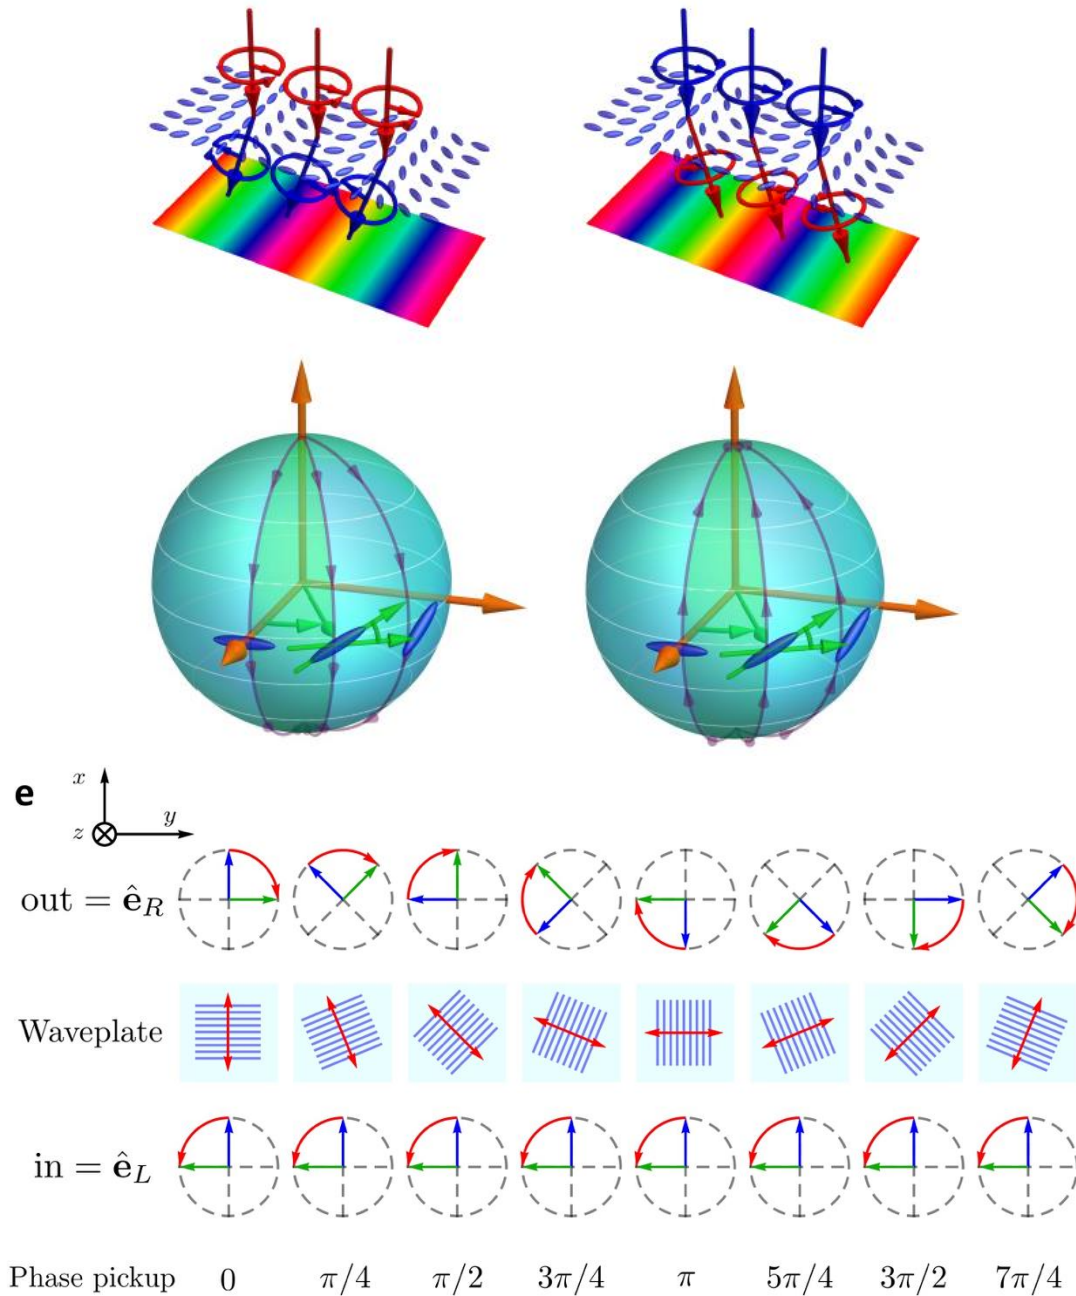 e
x
y
z
out = ê_R
Waveplate
in = ê_L
Phase pickup 0 π/4 π/2 3π/4 π 5π/4 3π/2 7π/4